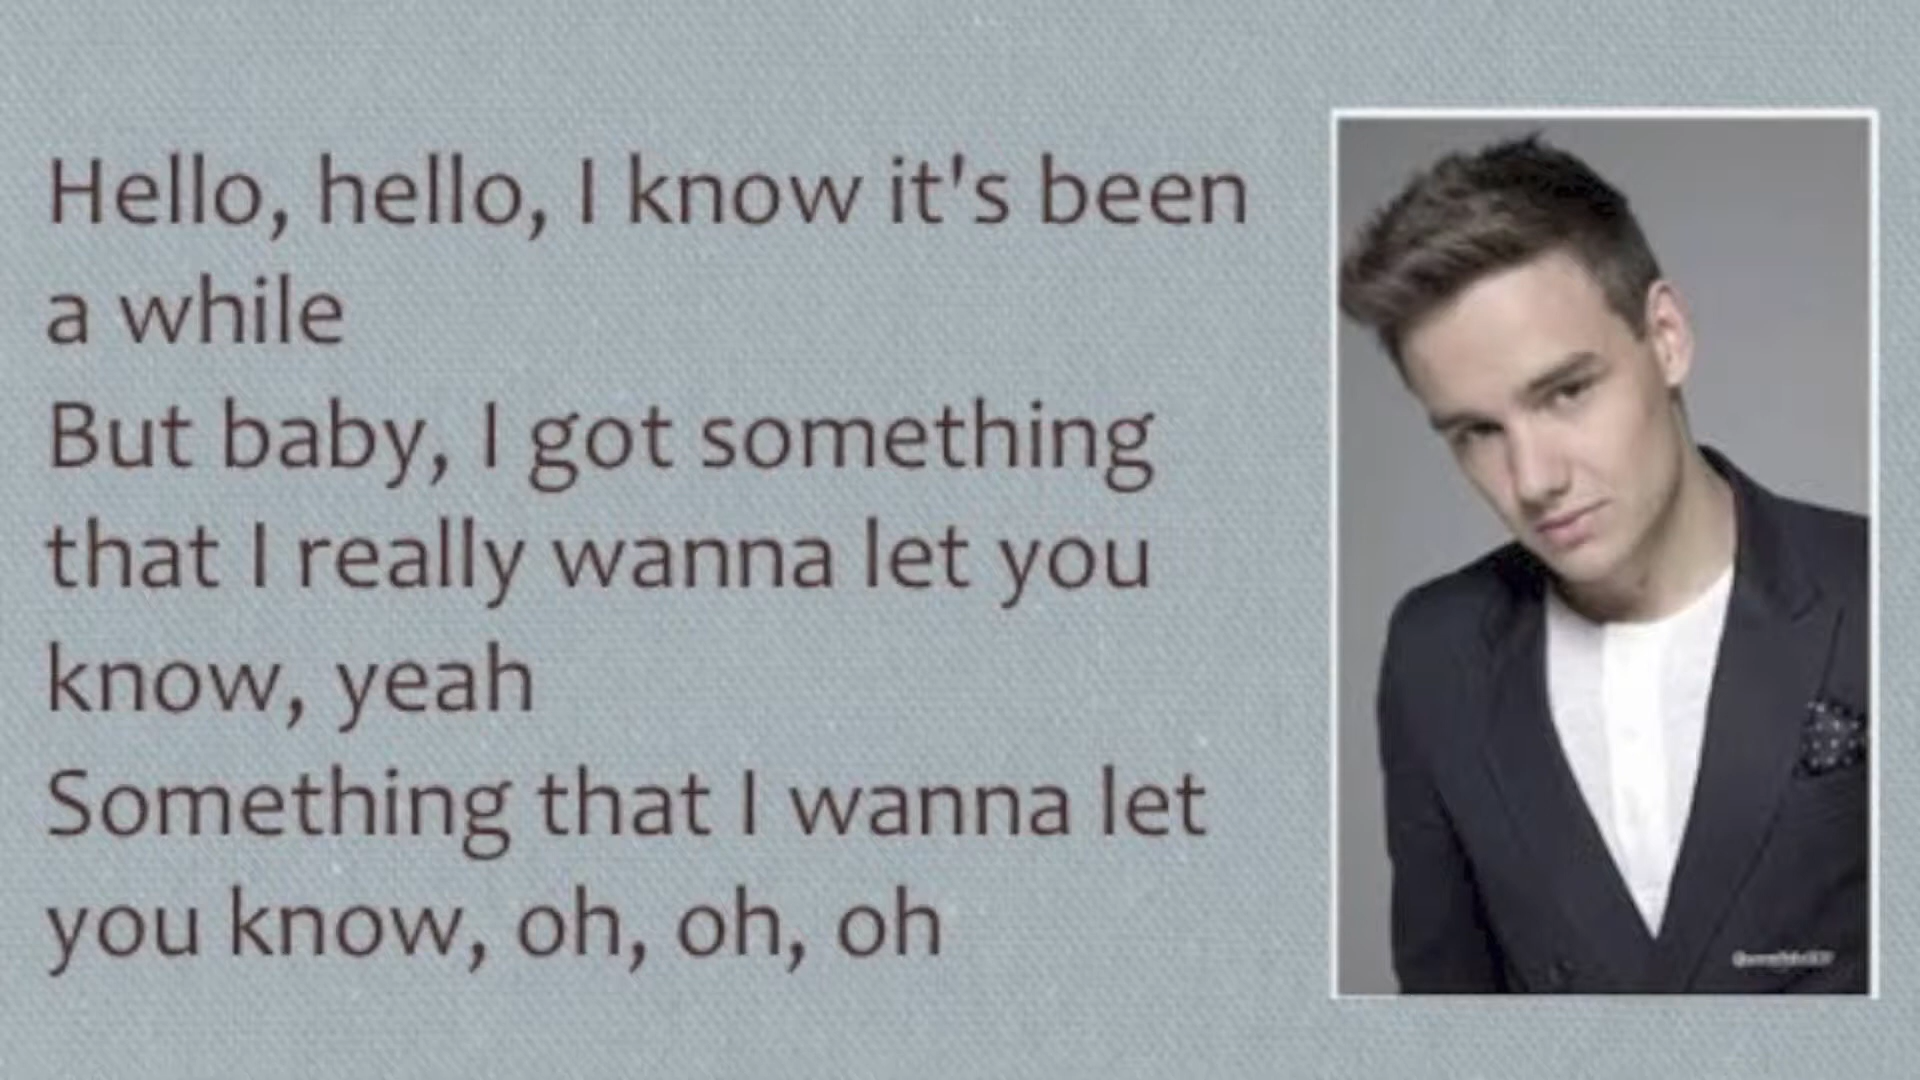 Hello, hello, I know it's been
a while
But baby, I got something
that I really wanna let you
know, yeah
Something that I wanna let
you know, oh, oh, oh